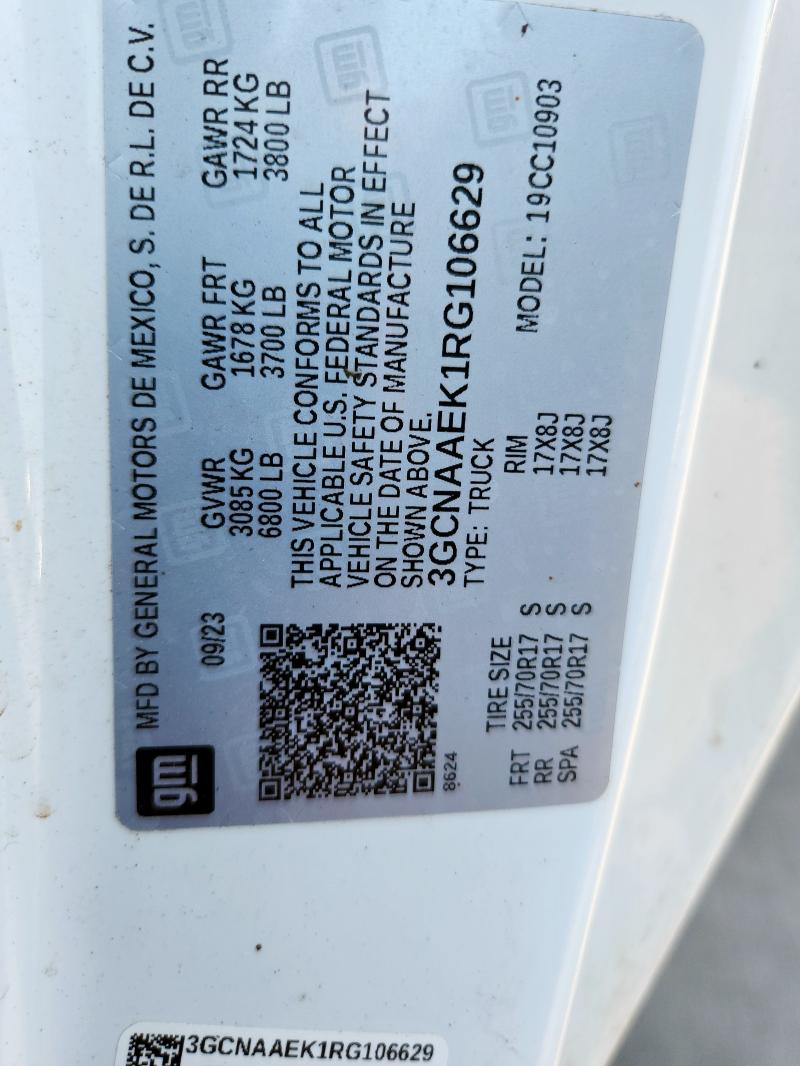 gm
MFD BY GENERAL MOTORS DE MEXICO, S. DE R.L. DE C.V.
09/23
GVWR GAWR FRT GAWR RR
3085 KG 1678 KG 1724 KG
6800 LB 3700 LB 3800 LB
THIS VEHICLE CONFORMS TO ALL
APPLICABLE U.S. FEDERAL MOTOR
VEHICLE SAFETY STANDARDS IN EFFECT
ON THE DATE OF MANUFACTURE
SHOWN ABOVE.
3GCNAAEK1RG106629
TYPE: TRUCK
8624
TIRE SIZE RIM MODEL: 19CC10903
FRT 255/70R17 S 17X8J
RR 255/70R17 S 17X8J
SPA 255/70R17 S 17X8J
3GCNAAEK1RG106629